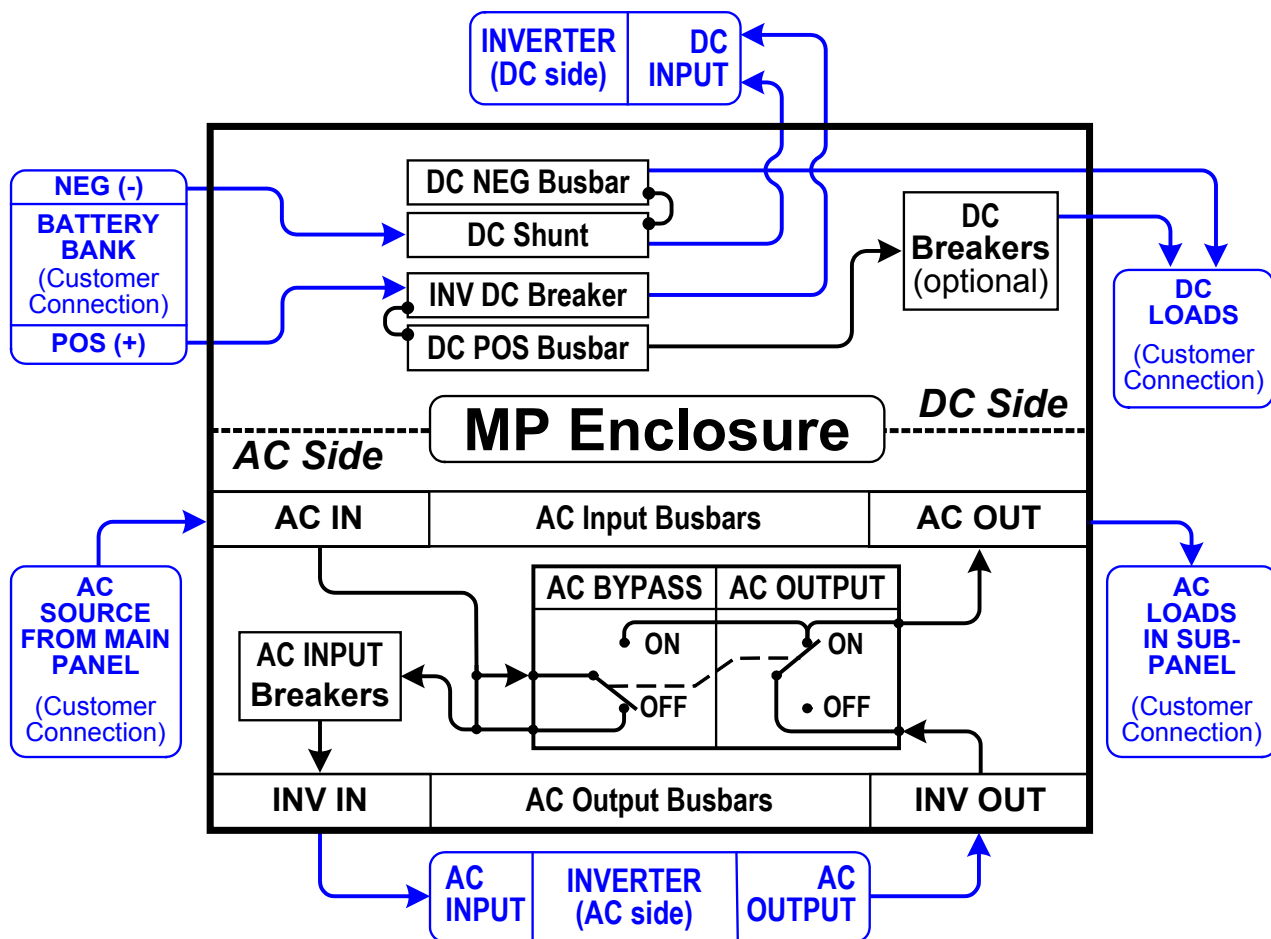 INVERTER
(DC side)
DC
INPUT
NEG (-)
BATTERY
BANK
(Customer
Connection)
POS (+)
DC NEG Busbar
DC Shunt
INV DC Breaker
DC POS Busbar
DC
Breakers
(optional)
DC
LOADS
(Customer
Connection)
MP Enclosure
DC Side
AC Side
AC IN
AC Input Busbars
AC OUT
AC
SOURCE
FROM MAIN
PANEL
(Customer
Connection)
AC INPUT
Breakers
AC BYPASS
AC OUTPUT
ON
OFF
ON
OFF
AC
LOADS
IN SUB-
PANEL
(Customer
Connection)
INV IN
AC Output Busbars
INV OUT
AC
INPUT
INVERTER
(AC side)
AC
OUTPUT